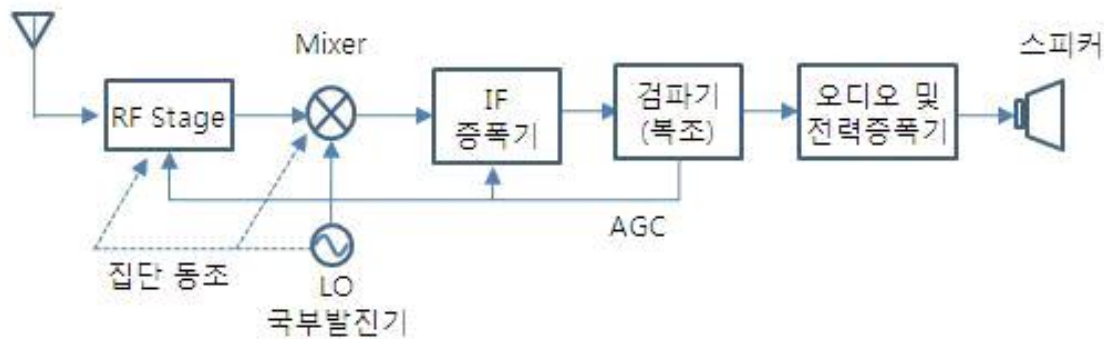 스피커
Mixer
RF Stage
IF
증폭기
검파기
(복조)
오디오 및
전력증폭기
AGC
집단 동조
LO
국부발진기